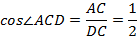 cos∠ACD = AC/DC = 1/2